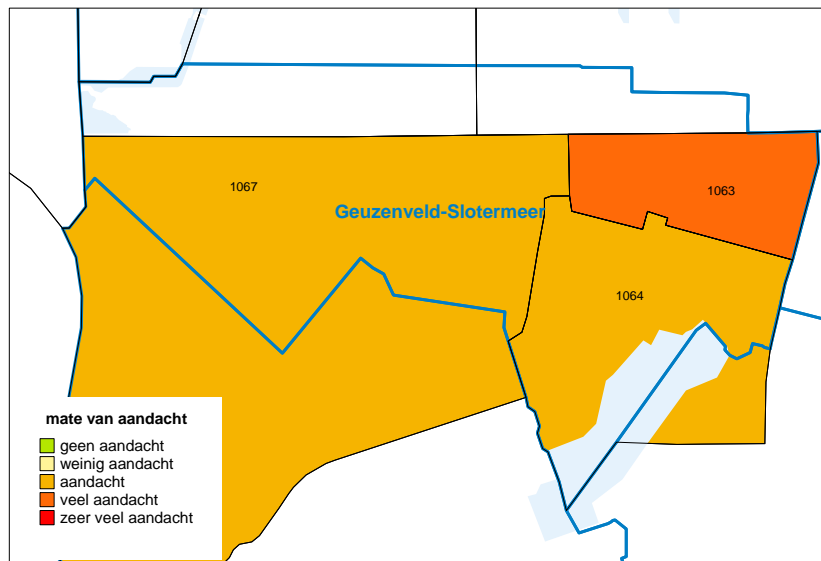 1067
1063
Geuzenveld-Slotermeer
1064
mate van aandacht
geen aandacht
weinig aandacht
aandacht
veel aandacht
zeer veel aandacht